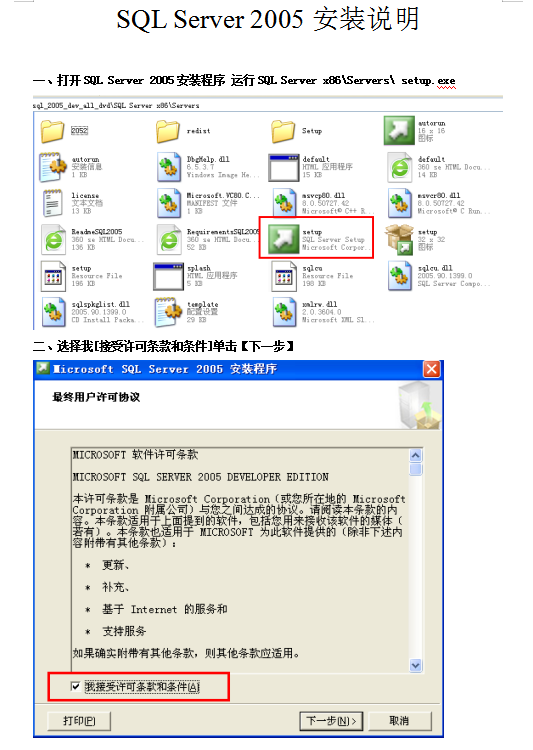 SQL Server 2005 安装说明
一、打开SQL Server 2005安装程序 运行SQL Server x86\Servers\ setup.exe
sql_2005_dev_all_dvd\SQL Server x86\Servers
2052
redist
Setup
autorun
16 x 16
图标
autorun
安装信息
1 KB
DbgHelp.dll
6.5.3.7
Windows Image He...
default
HTML 应用程序
15 KB
default
360 se HTML Docu...
14 KB
license
文本文档
13 KB
Microsoft.VC80.C...
MANIFEST 文件
1 KB
msvcp80.dll
8.0.50727.42
Microsoft® C++ R...
msvcr80.dll
8.0.50727.42
Microsoft® C Run...
ReadmeSQL2005
360 se HTML Docu...
136 KB
RequirementsSQL2005
360 se HTML Docu...
52 KB
setup
SQL Server Setup
Microsoft Corpor...
setup
32 x 32
图标
setup
Resource File
196 KB
splash
HTML 应用程序
5 KB
sqlcu
Resource File
198 KB
sqlcu.dll
2005.90.1399.0
SQL Server Compo...
sqlspkglist.dll
2005.90.1399.0
CD Install Packa...
template
配置设置
29 KB
xmlrw.dll
2.0.3604.0
Microsoft XML Sl...
二、选择我[接受许可条款和条件]单击【下一步】
Microsoft SQL Server 2005 安装程序
最终用户许可协议
MICROSOFT 软件许可条款
MICROSOFT SQL SERVER 2005 DEVELOPER EDITION
本许可条款是 Microsoft Corporation（或您所在地的 Microsoft
Corporation 附属公司）与您之间达成的协议。请阅读本条款的内
容。本条款适用于上面提到的软件，包括您用来接收该软件的媒体（
若有）。本条款也适用于 MICROSOFT 为此软件提供的（除非下述内
容附带有其他条款）：
* 更新、
* 补充、
* 基于 Internet 的服务和
* 支持服务
如果确实附带有其他条款，则其他条款应适用。
我接受许可条款和条件(A)
打印(P)
下一步(N)>
取消